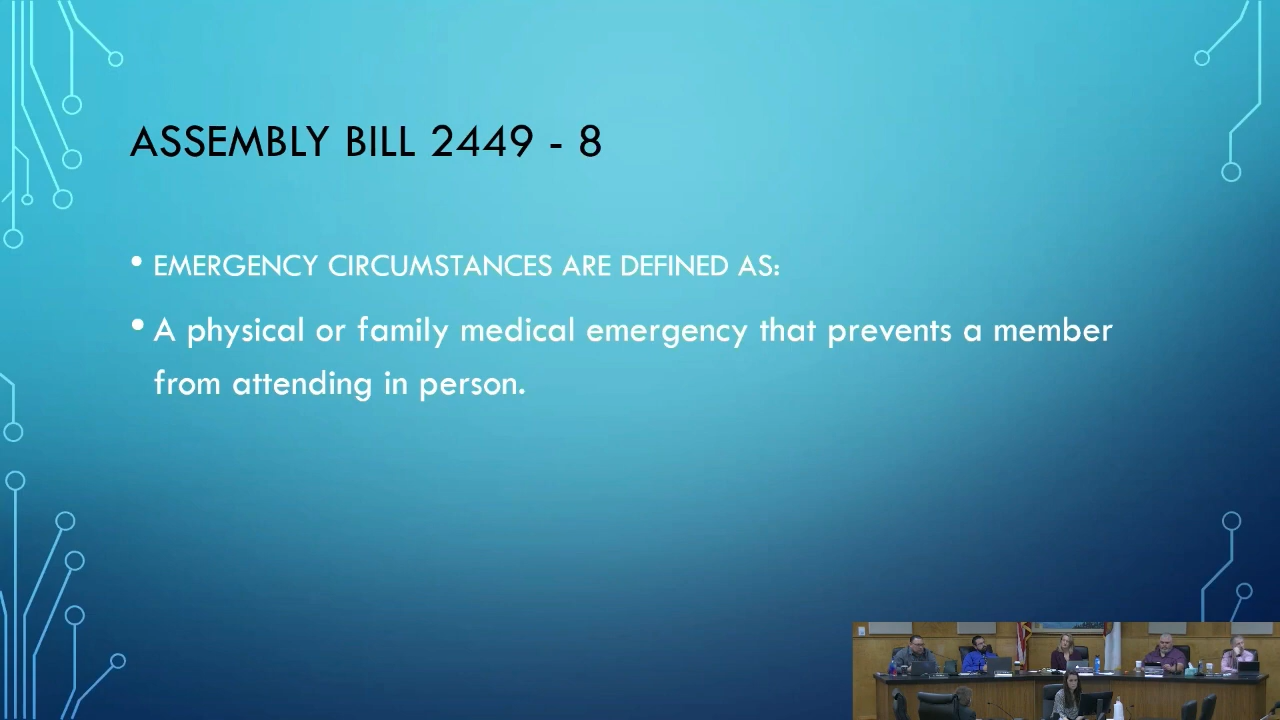 ASSEMBLY BILL 2449 - 8
• EMERGENCY CIRCUMSTANCES ARE DEFINED AS:
• A physical or family medical emergency that prevents a member
from attending in person.